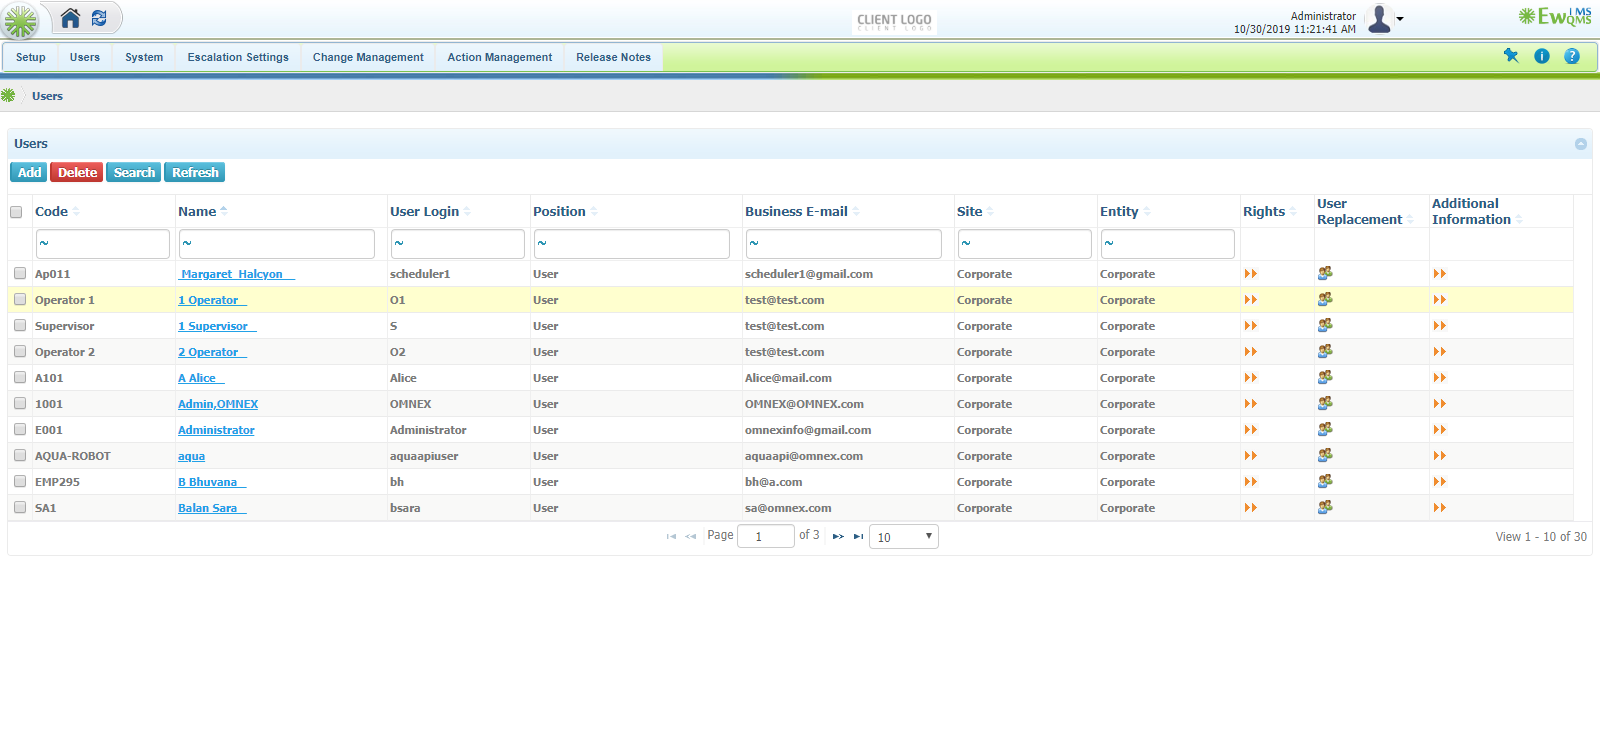 CLIENT LOGO
CLIENT LOGO
Administrator
10/30/2019 11:21:41 AM
EwQMS
IMS
Setup Users System Escalation Settings Change Management Action Management Release Notes
Users
Users
Add Delete Search Refresh
Code Name User Login Position Business E-mail Site Entity Rights User Replacement Additional Information
~ ~ ~ ~ ~ ~ ~
Ap011 Margaret Halcyon scheduler1 User scheduler1@gmail.com Corporate Corporate
Operator 1 1 Operator O1 User test@test.com Corporate Corporate
Supervisor 1 Supervisor S User test@test.com Corporate Corporate
Operator 2 2 Operator O2 User test@test.com Corporate Corporate
A101 A Alice Alice User Alice@mail.com Corporate Corporate
1001 Admin,OMNEX OMNEX User OMNEX@OMNEX.com Corporate Corporate
E001 Administrator Administrator User omnexinfo@gmail.com Corporate Corporate
AQUA-ROBOT aqua aquaapiuser User aquaapi@omnex.com Corporate Corporate
EMP295 B Bhuvana bh User bh@a.com Corporate Corporate
SA1 Balan Sara bsara User sa@omnex.com Corporate Corporate
Page 1 of 3 10 View 1 - 10 of 30